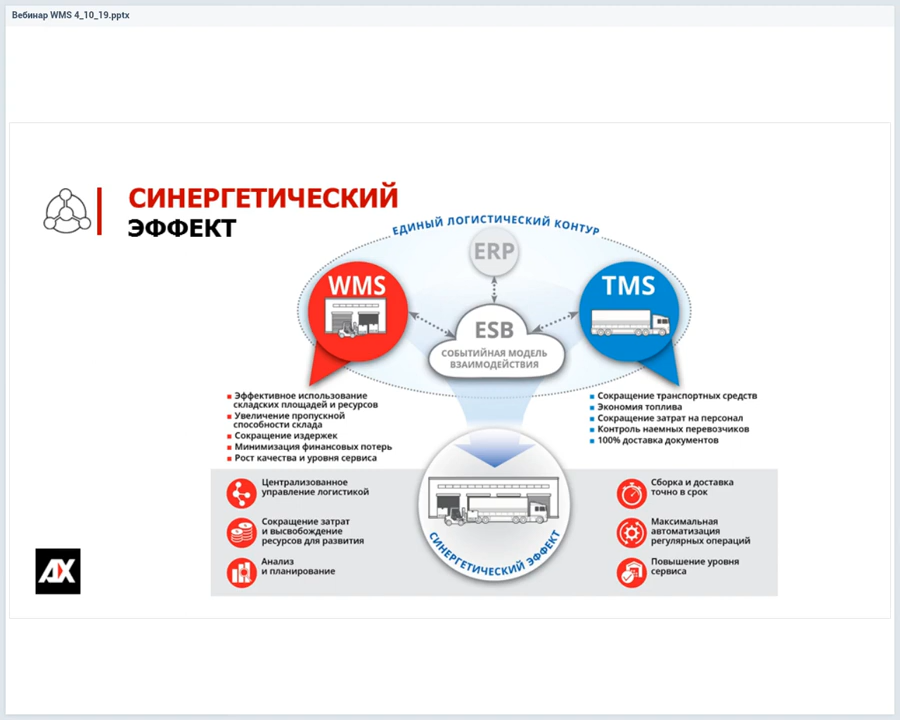 Вебинар WMS 4_10_19.pptx
СИНЕРГЕТИЧЕСКИЙ
ЭФФЕКТ
ЕДИНЫЙ ЛОГИСТИЧЕСКИЙ КОНТУР
ERP
WMS
TMS
ESB
СОБЫТИЙНАЯ МОДЕЛЬ
ВЗАИМОДЕЙСТВИЯ
Эффективное использование
складских площадей и ресурсов
Увеличение пропускной
способности склада
Сокращение издержек
Минимизация финансовых потерь
Рост качества и уровня сервиса
Сокращение транспортных средств
Экономия топлива
Сокращение затрат на персонал
Контроль наемных перевозчиков
100% доставка документов
Централизованное
управление логистикой
Сокращение затрат
и высвобождение
ресурсов для развития
Анализ
и планирование
СИНЕРГЕТИЧЕСКИЙ ЭФФЕКТ
Сборка и доставка
точно в срок
Максимальная
автоматизация
регулярных операций
Повышение уровня
сервиса
AX